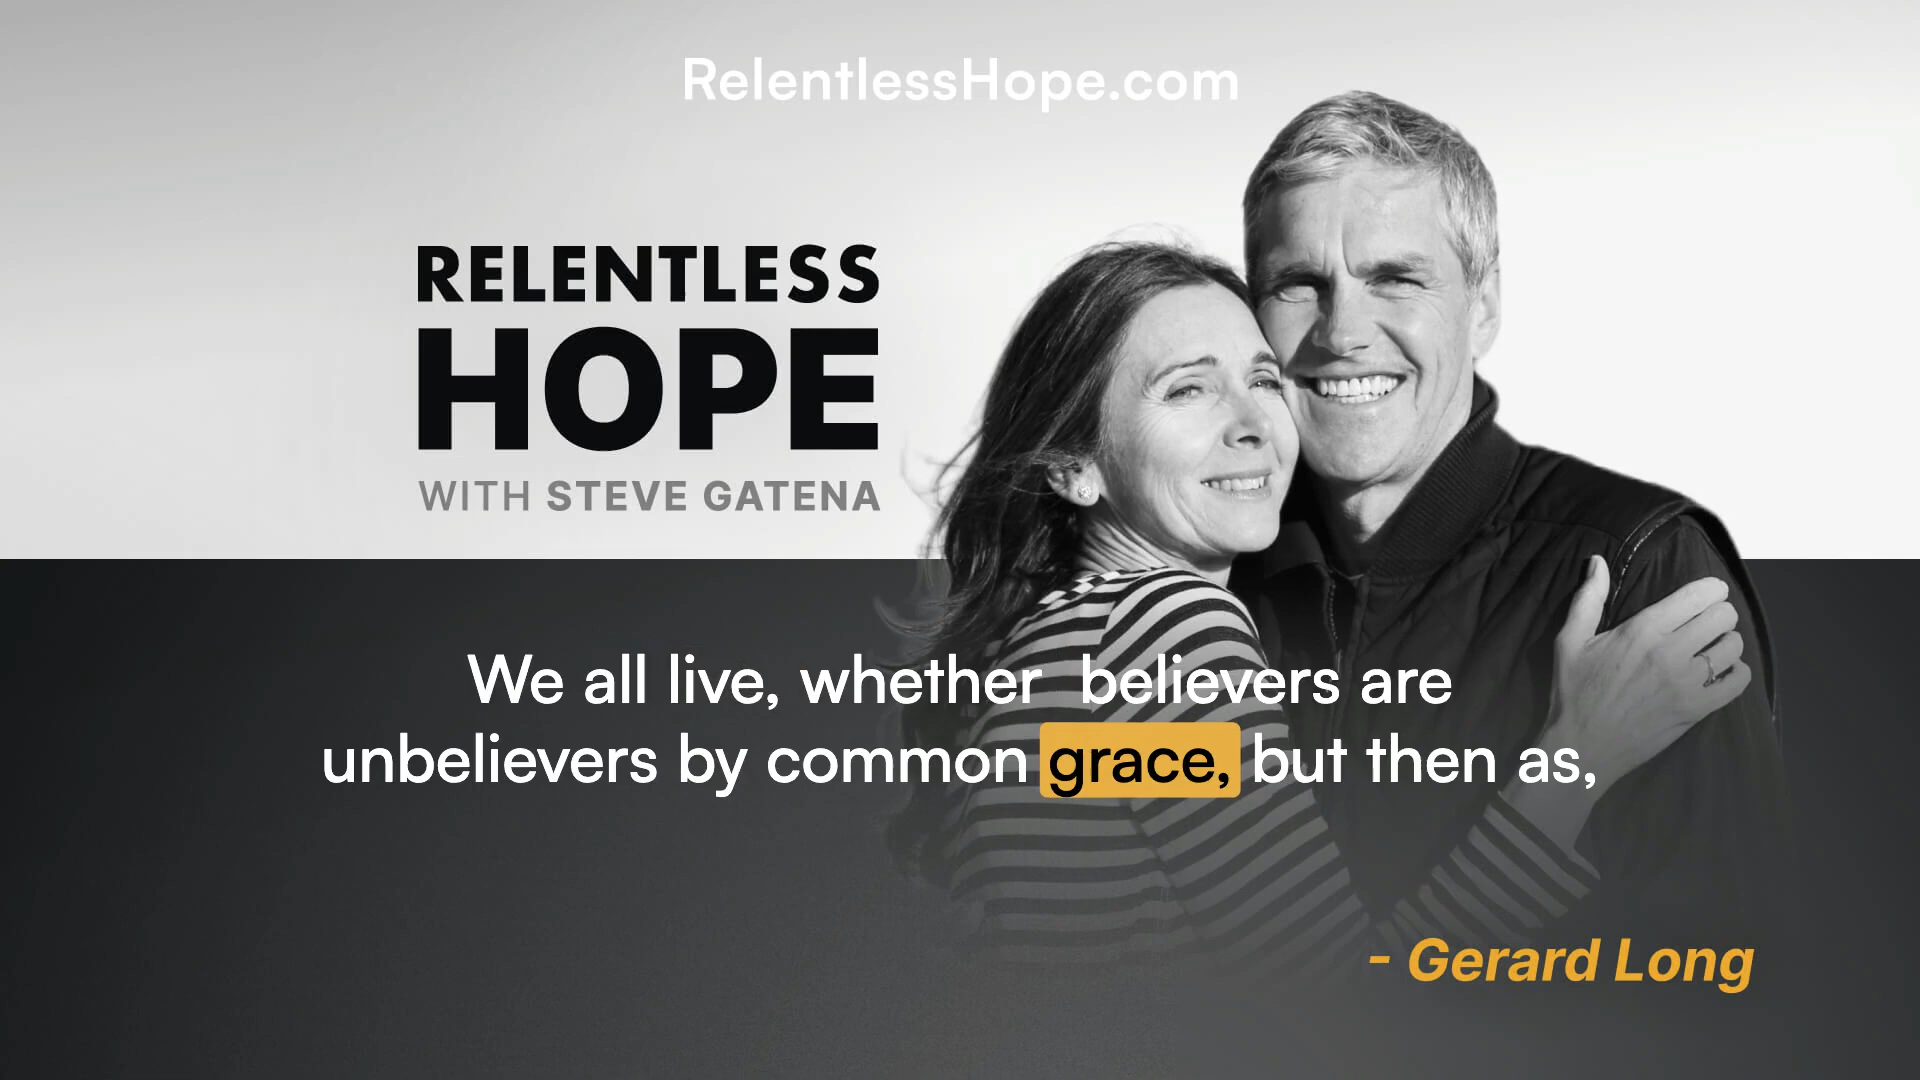 RelentlessHope.com
RELENTLESS
HOPE
WITH STEVE GATENA
We all live, whether believers are
unbelievers by common grace, but then as,
- Gerard Long